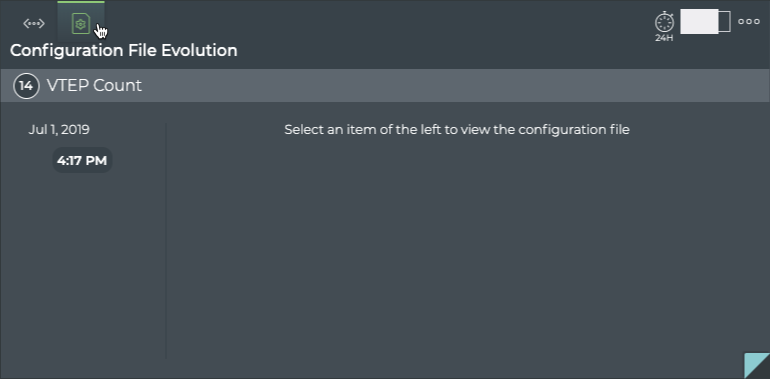 24H
Configuration File Evolution
14 VTEP Count
Jul 1, 2019
Select an item of the left to view the configuration file
4:17 PM